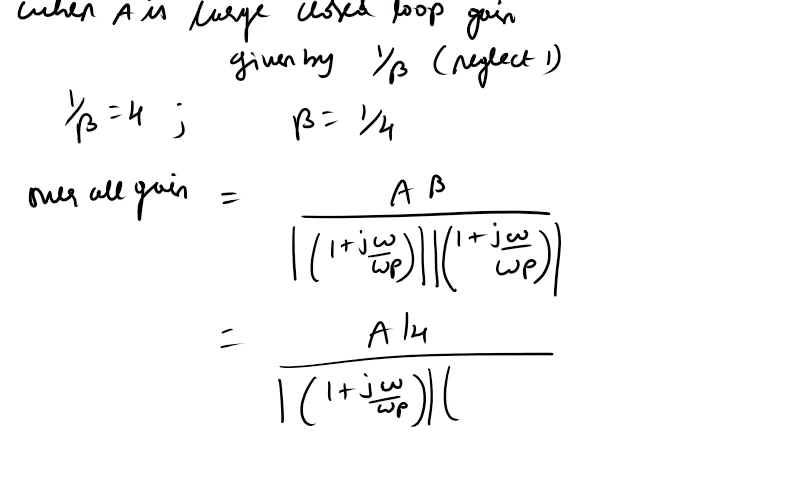 when A is large closed loop gain
given by 1/β (neglect 1)
1/β = 4 ; β = 1/4
over all gain = A β / |(1+jω/ωp)||(1+jω/ωp)|
= A/4 / |(1+jω/ωp)|(